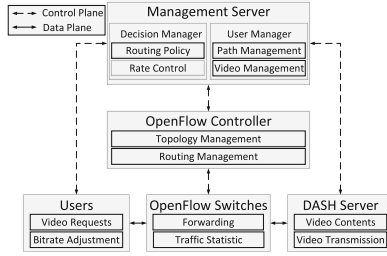 Control Plane
Data Plane
Management Server
Decision Manager
Routing Policy
Rate Control
User Manager
Path Management
Video Management
OpenFlow Controller
Topology Management
Routing Management
Users
Video Requests
Bitrate Adjustment
OpenFlow Switches
Forwarding
Traffic Statistic
DASH Server
Video Contents
Video Transmission